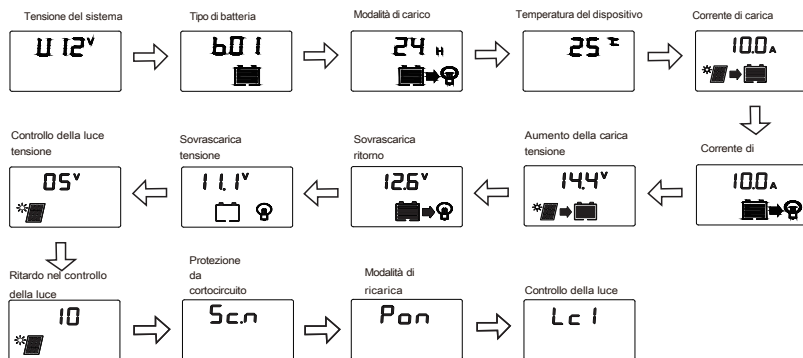 Tensione del sistema
Tipo di batteria
Modalità di carico
Temperatura del dispositivo
Corrente di carica
U 12V
b01
24 H
25 °C
10.0A
Controllo della luce
tensione
Sovrascarica
tensione
Sovrascarica
ritorno
Aumento della carica
tensione
Corrente di
05V
11.1V
12.6V
14.4V
10.0A
Ritardo nel controllo
della luce
Protezione
da
cortocircuito
Modalità di
ricarica
Controllo della luce
10
Sc.n
Pon
Lc1